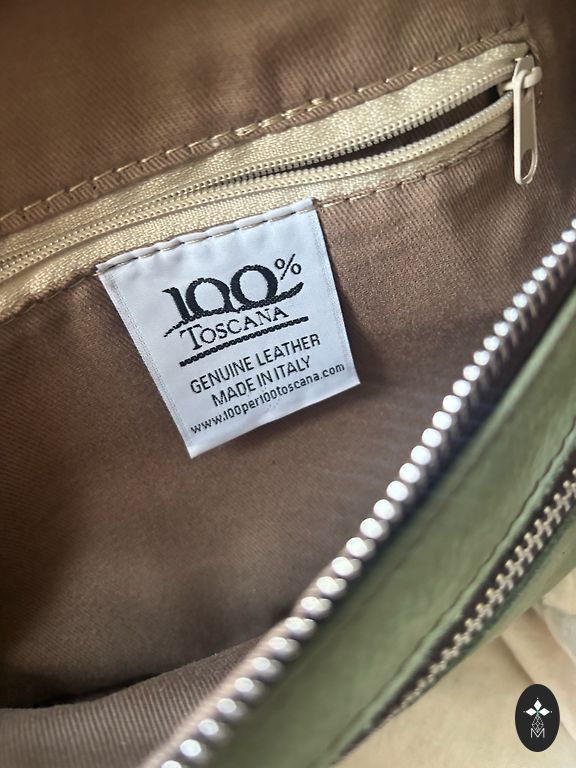 100%
TOSCANA
GENUINE LEATHER
MADE IN ITALY
www.100per100toscana.com
M